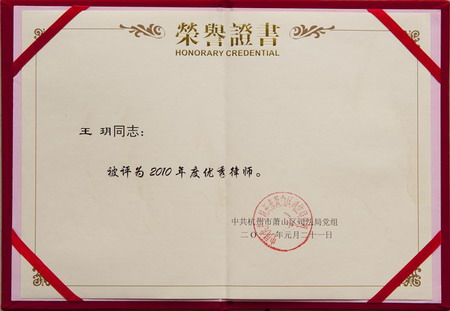 榮譽證書
HONORARY CREDENTIAL
王 玥同志：
被评为2010年度优秀律师。
中共杭州市萧山区司法局党组
二〇一一年元月二十一日